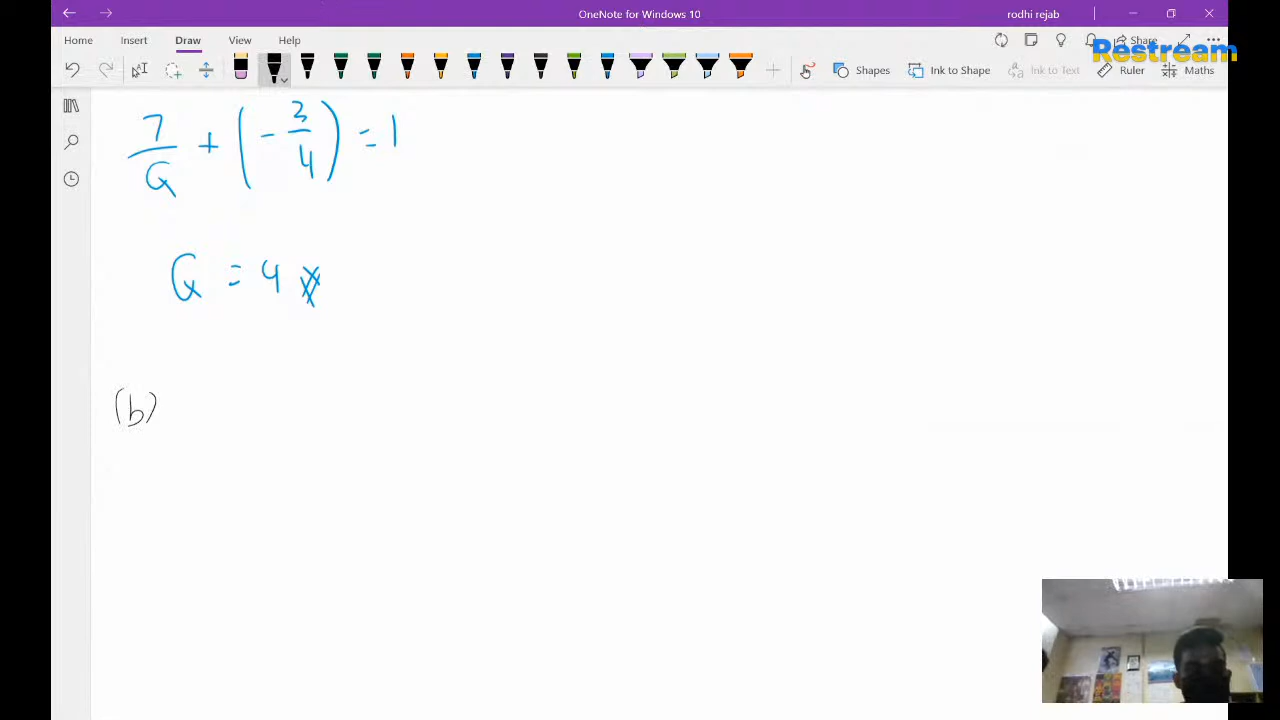 OneNote for Windows 10
rodhi rejab
Home Insert Draw View Help
Share
Restream
Shapes Ink to Shape Ink to Text Ruler Maths
7/Q + (-3/4) = 1
Q = 4
(b)